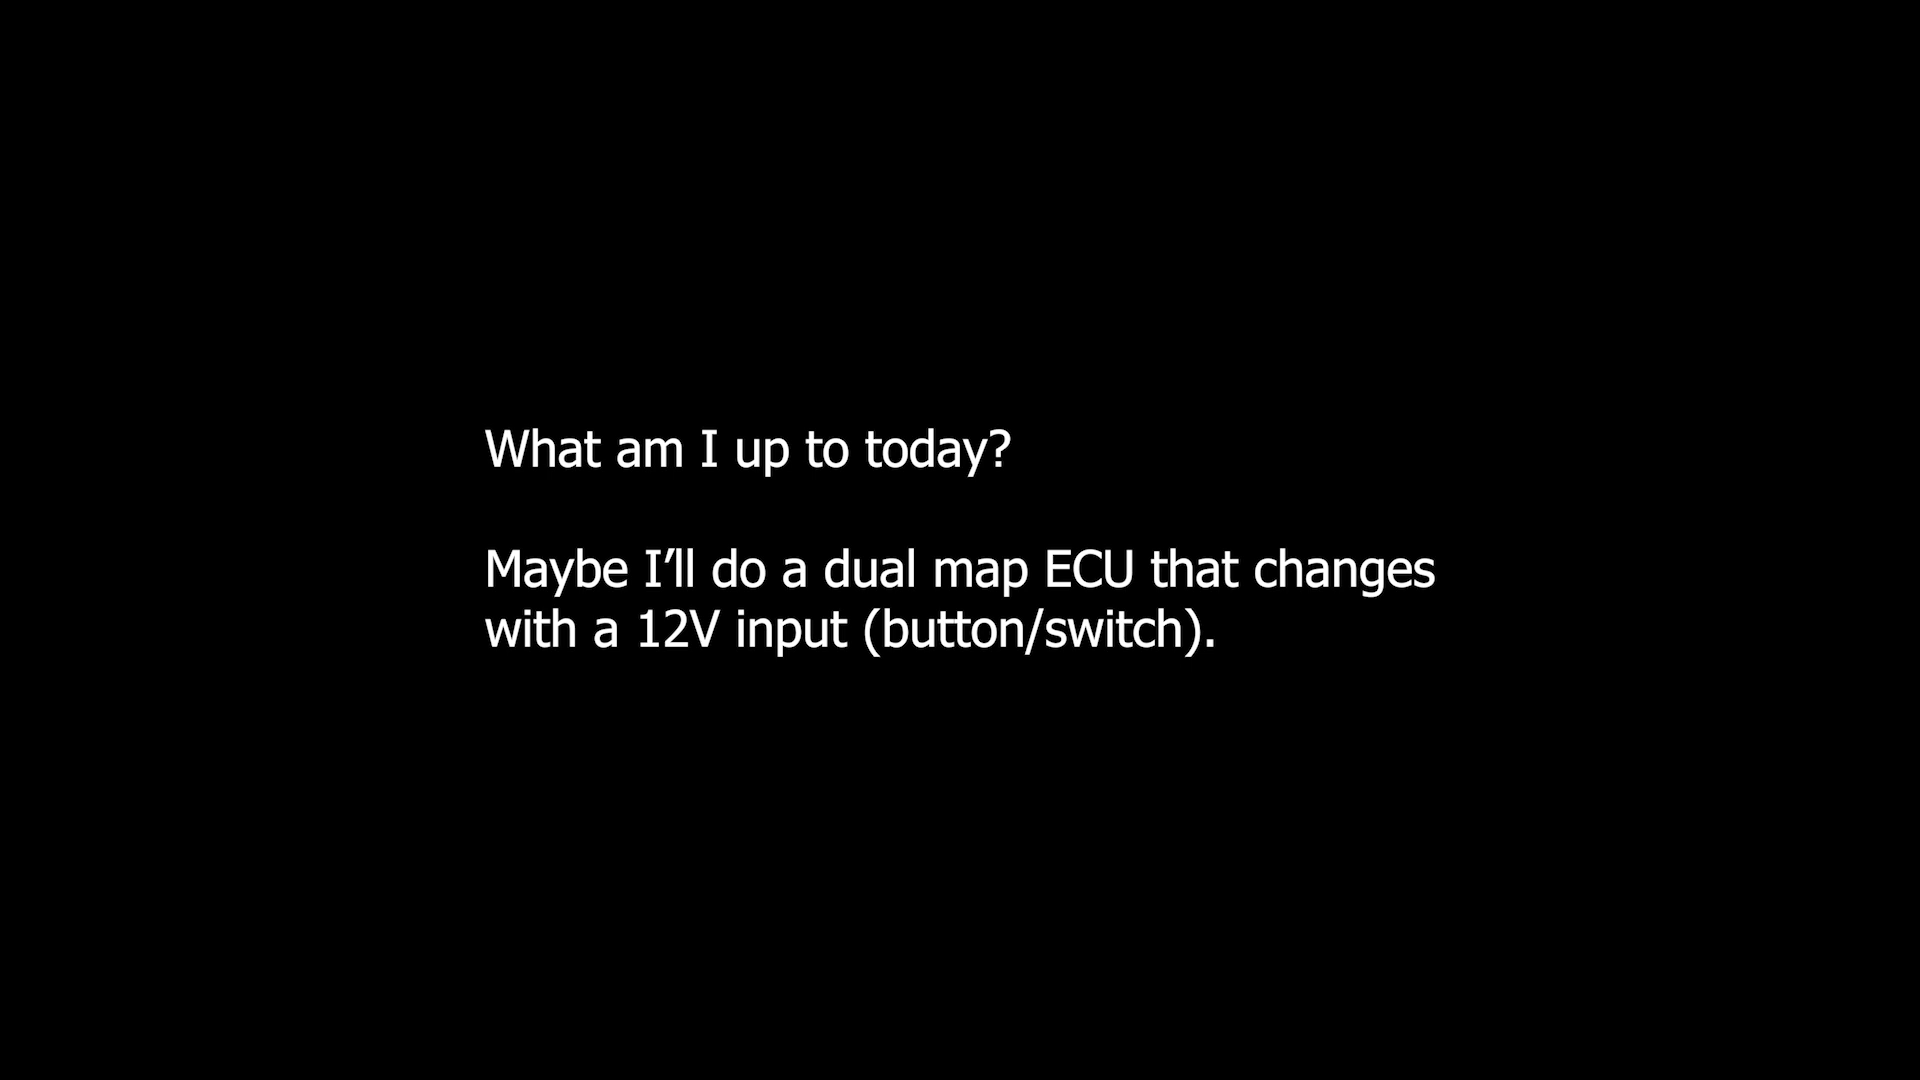 What am I up to today?
Maybe I’ll do a dual map ECU that changes
with a 12V input (button/switch).